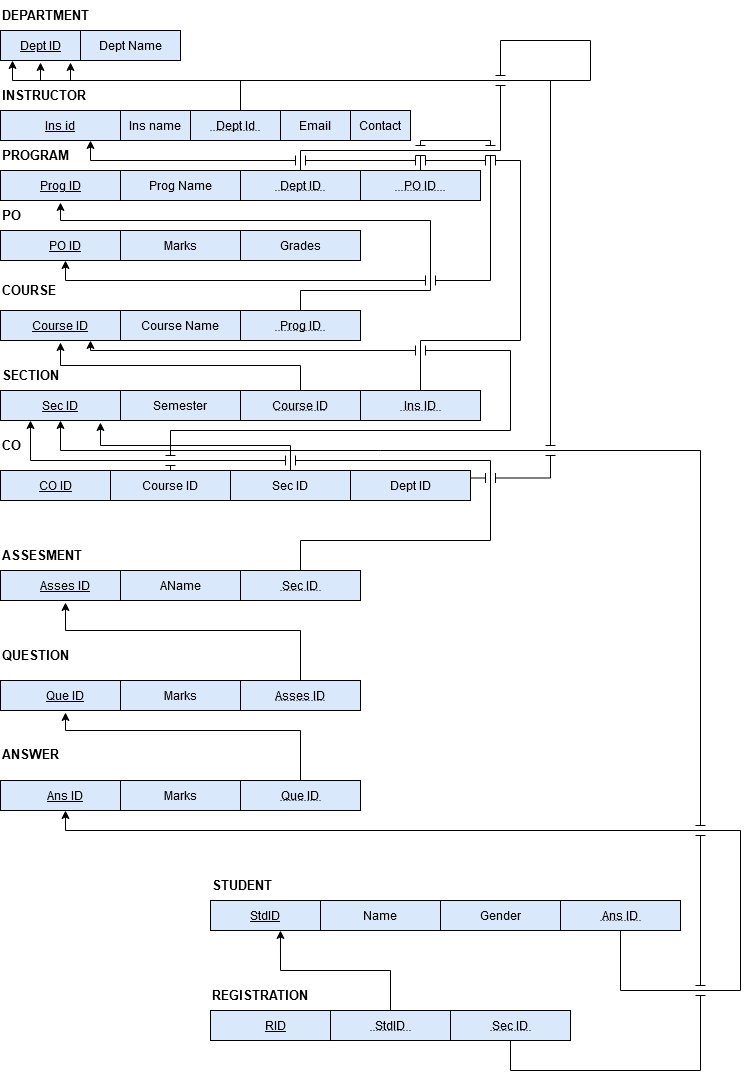 DEPARTMENT
Dept ID Dept Name
INSTRUCTOR
Ins id Ins name Dept Id Email Contact
PROGRAM
Prog ID Prog Name Dept ID PO ID
PO
PO ID Marks Grades
COURSE
Course ID Course Name Prog ID
SECTION
Sec ID Semester Course ID Ins ID
CO
CO ID Course ID Sec ID Dept ID
ASSESMENT
Asses ID AName Sec ID
QUESTION
Que ID Marks Asses ID
ANSWER
Ans ID Marks Que ID
STUDENT
StdID Name Gender Ans ID
REGISTRATION
RID StdID Sec ID